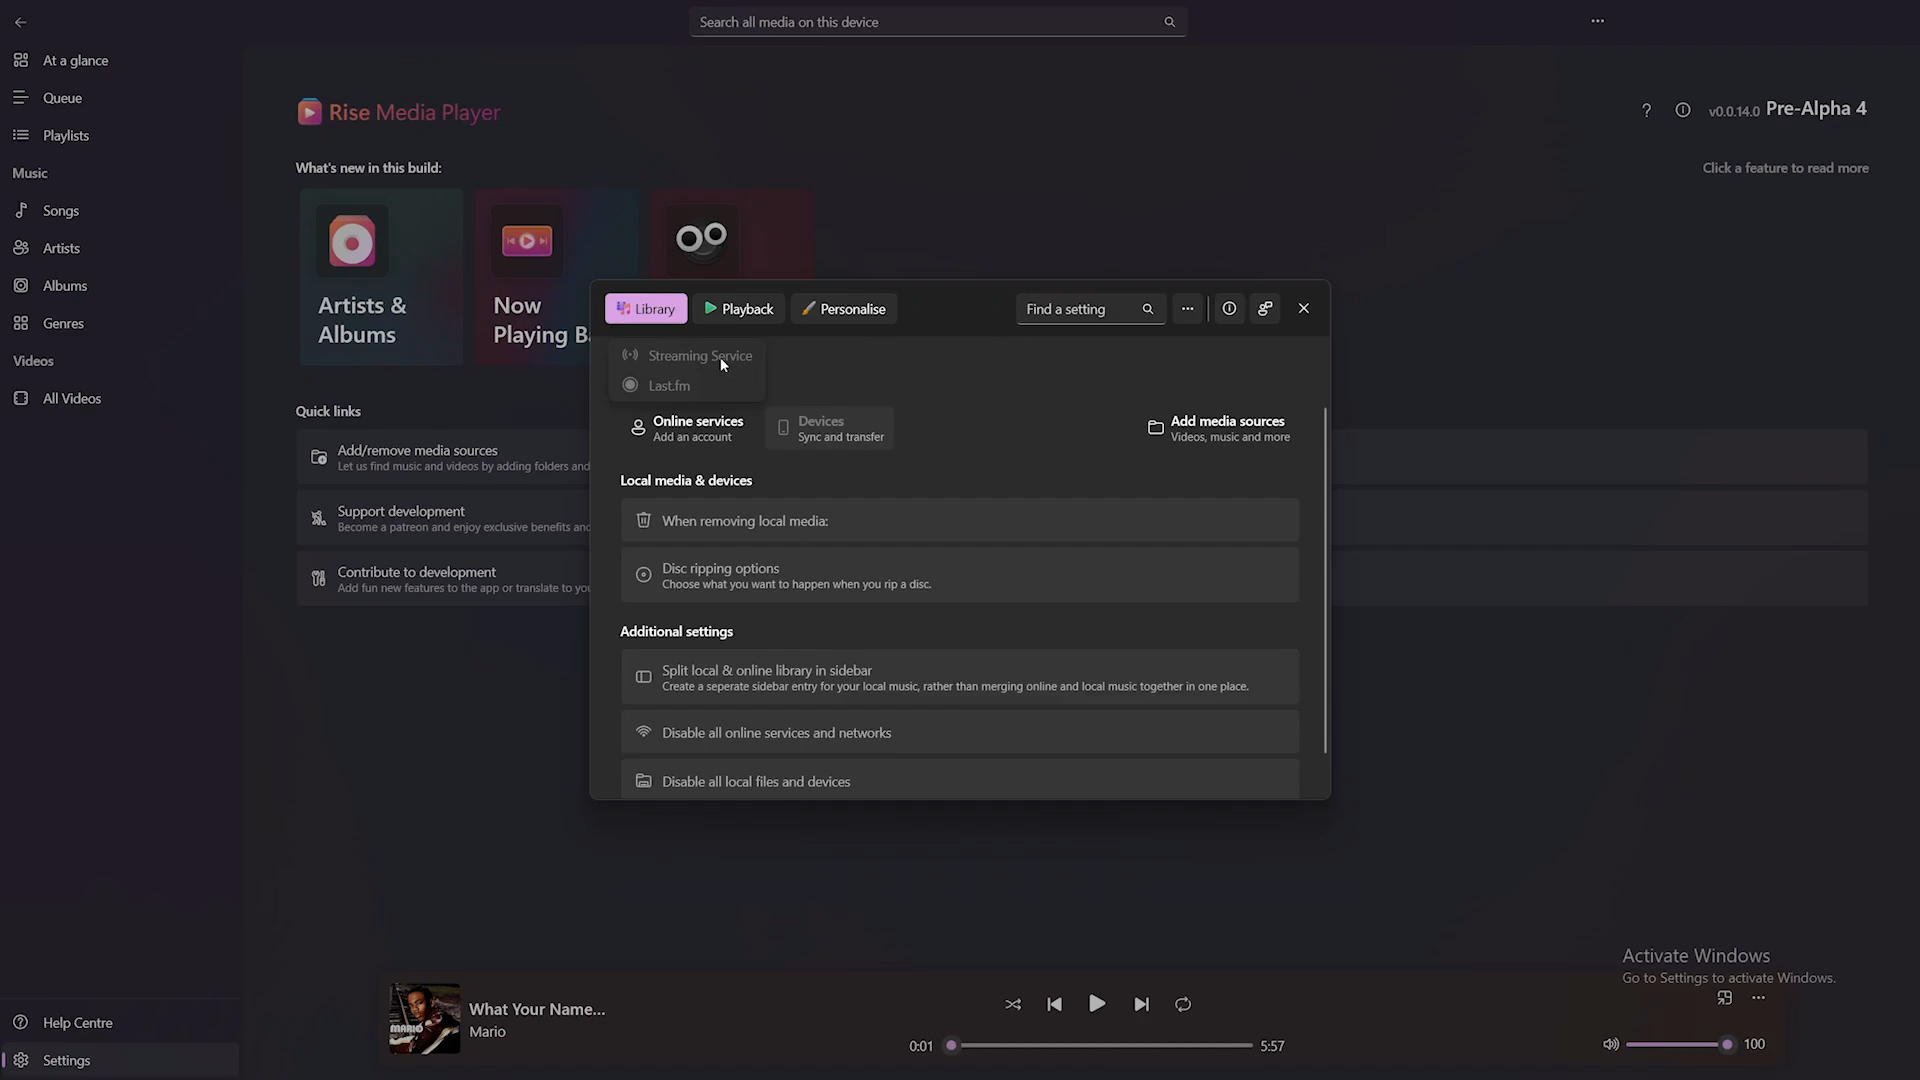 Search all media on this device
At a glance
Queue
Playlists
Music
Songs
Artists
Albums
Genres
Videos
All Videos
Help Centre
Settings
Rise Media Player
v0.0.14.0 Pre-Alpha 4
What's new in this build:
Click a feature to read more
Artists &
Albums
Now
Playing Ba
Quick links
Add/remove media sources
Let us find music and videos by adding folders and
Support development
Become a patreon and enjoy exclusive benefits and
Contribute to development
Add fun new features to the app or translate to you
Library
Playback
Personalise
Find a setting
Streaming Service
Last.fm
Online services
Add an account
Devices
Sync and transfer
Add media sources
Videos, music and more
Local media & devices
When removing local media:
Disc ripping options
Choose what you want to happen when you rip a disc.
Additional settings
Split local & online library in sidebar
Create a seperate sidebar entry for your local music, rather than merging online and local music together in one place.
Disable all online services and networks
Disable all local files and devices
Activate Windows
Go to Settings to activate Windows.
MARIO
What Your Name...
Mario
0:01
5:57
100